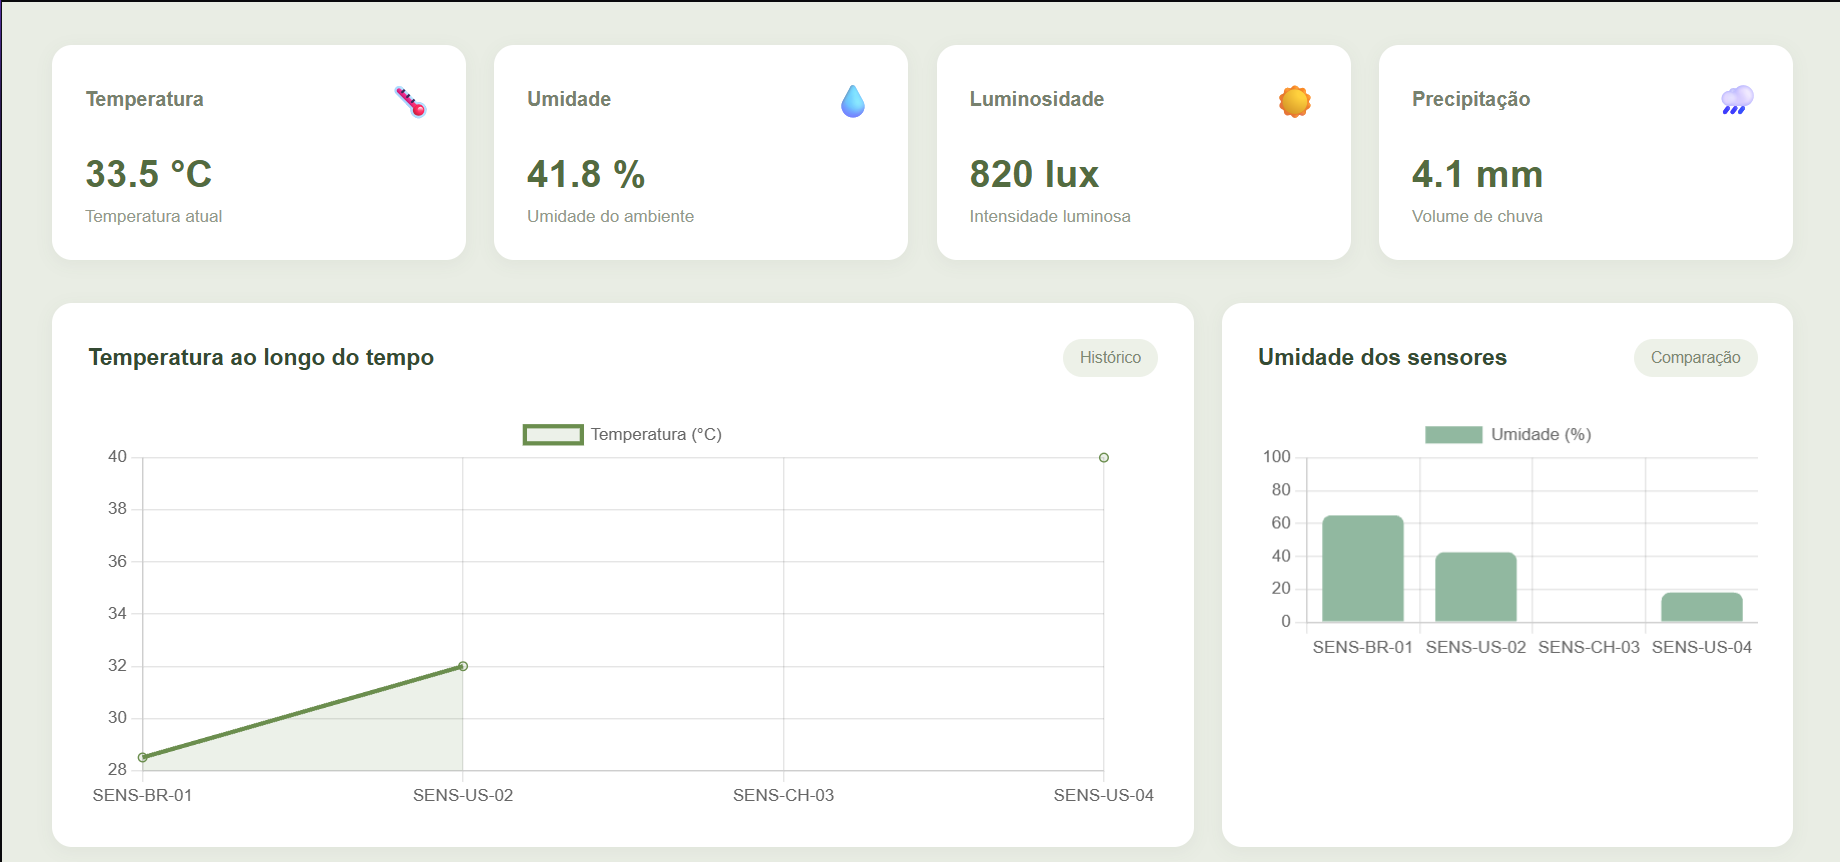 Temperatura
33.5 °C
Temperatura atual
Umidade
41.8 %
Umidade do ambiente
Luminosidade
820 lux
Intensidade luminosa
Precipitação
4.1 mm
Volume de chuva
Temperatura ao longo do tempo
Histórico
Temperatura (°C)
40
38
36
34
32
30
28
SENS-BR-01 SENS-US-02 SENS-CH-03 SENS-US-04
Umidade dos sensores
Comparação
Umidade (%)
100
80
60
40
20
0
SENS-BR-01 SENS-US-02 SENS-CH-03 SENS-US-04